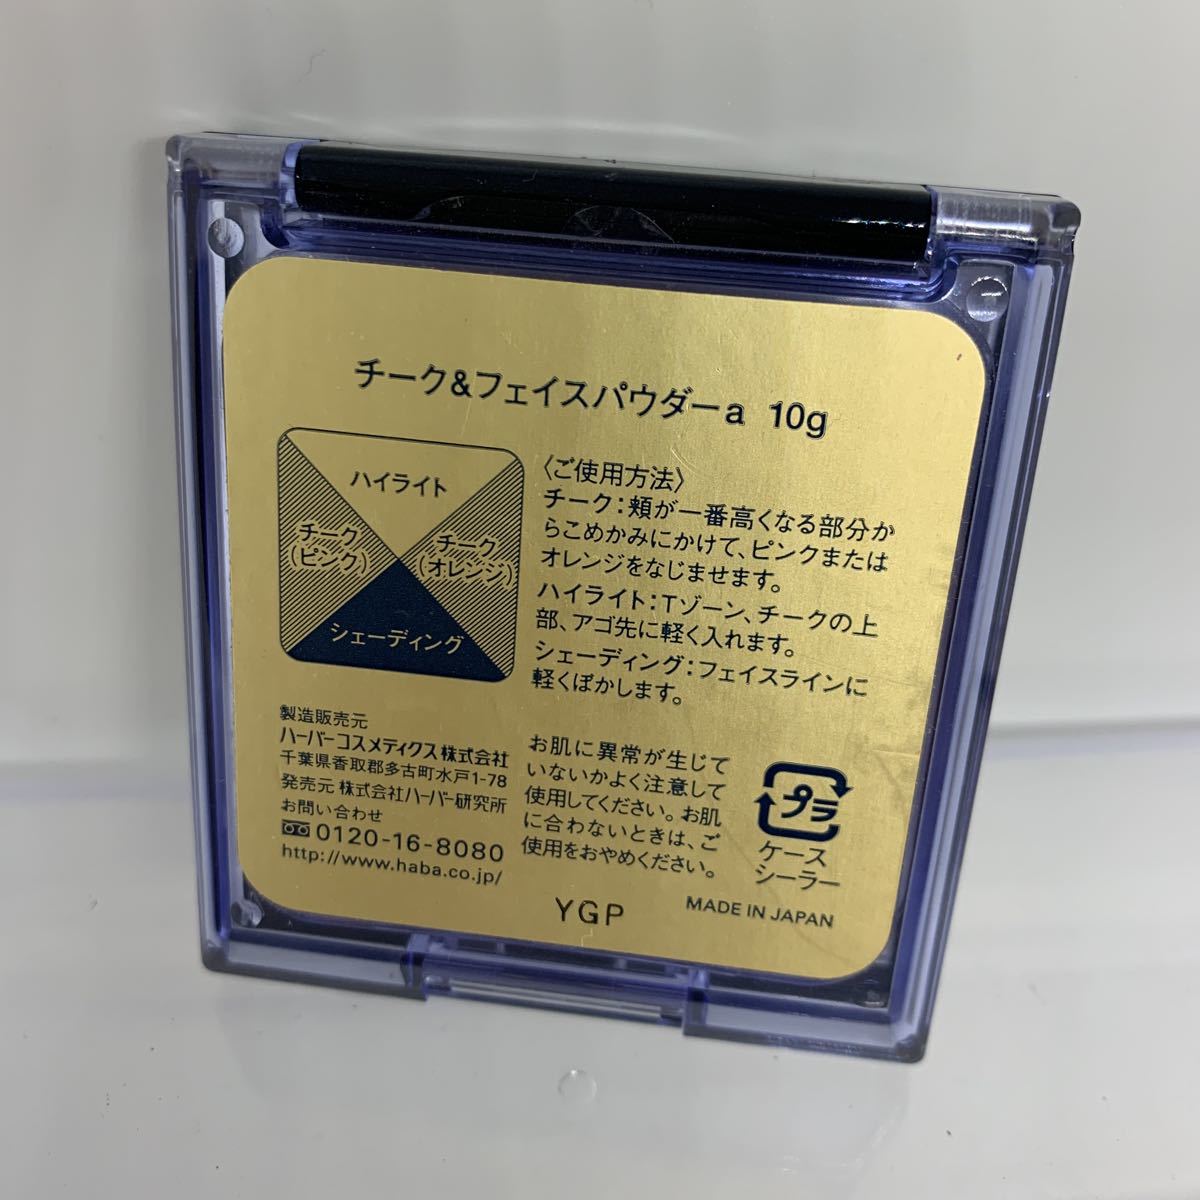 チーク&フェイスパウダーa 10g
ハイライト
チーク
(ピンク)
チーク
(オレンジ)
シェーディング
〈ご使用方法〉
チーク:頬が一番高くなる部分か
らこめかみにかけて、ピンクまたは
オレンジをなじませます。
ハイライト:Tゾーン、チークの上
部、アゴ先に軽く入れます。
シェーディング:フェイスラインに
軽くぼかします。
製造販売元
ハーバーコスメティクス株式会社
千葉県香取郡多古町水戸1-78
発売元 株式会社ハーバー研究所
お問い合わせ
0120-16-8080
http://www.haba.co.jp/
お肌に異常が生じて
いないかよく注意して
使用してください。お肌
に合わないときは、ご
使用をおやめください。
プラ
ケース
シーラー
YGP
MADE IN JAPAN